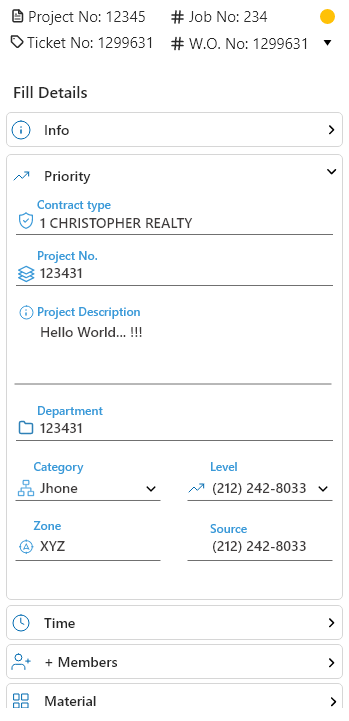 Project No: 12345 # Job No: 234
Ticket No: 1299631 # W.O. No: 1299631
Fill Details
Info
Priority
Contract type
1 CHRISTOPHER REALTY
Project No.
123431
Project Description
Hello World... !!!
Department
123431
Category Level
Jhone (212) 242-8033
Zone Source
XYZ (212) 242-8033
Time
+ Members
Material